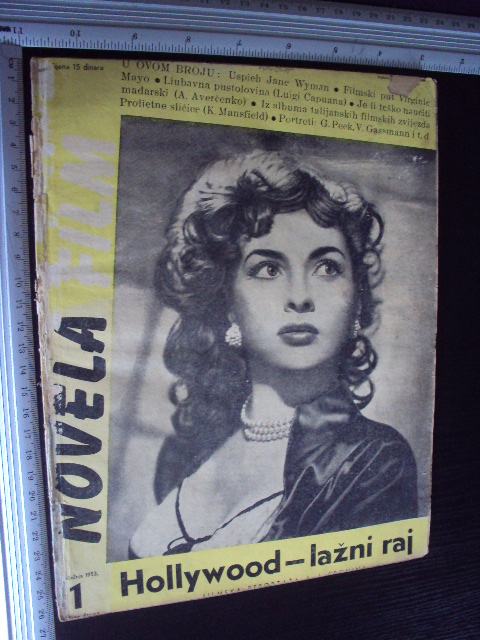 cijena 15 dinara
U OVOM BROJU: Uspjeh Jane Wyman • Filmski put Virginie
Mayo • Ljubavna pustolovina (Luigi Capuana) • Je li teško naučiti
mađarski (A. Averčenko) • Iz albuma talijanskih filmskih zvijezda
Proljetne sličice (K. Mansfield) • Portreti: G. Peck, V. Gassmann i t. d
FILM
NOVELA
1953.
1
Hollywood – lažni raj